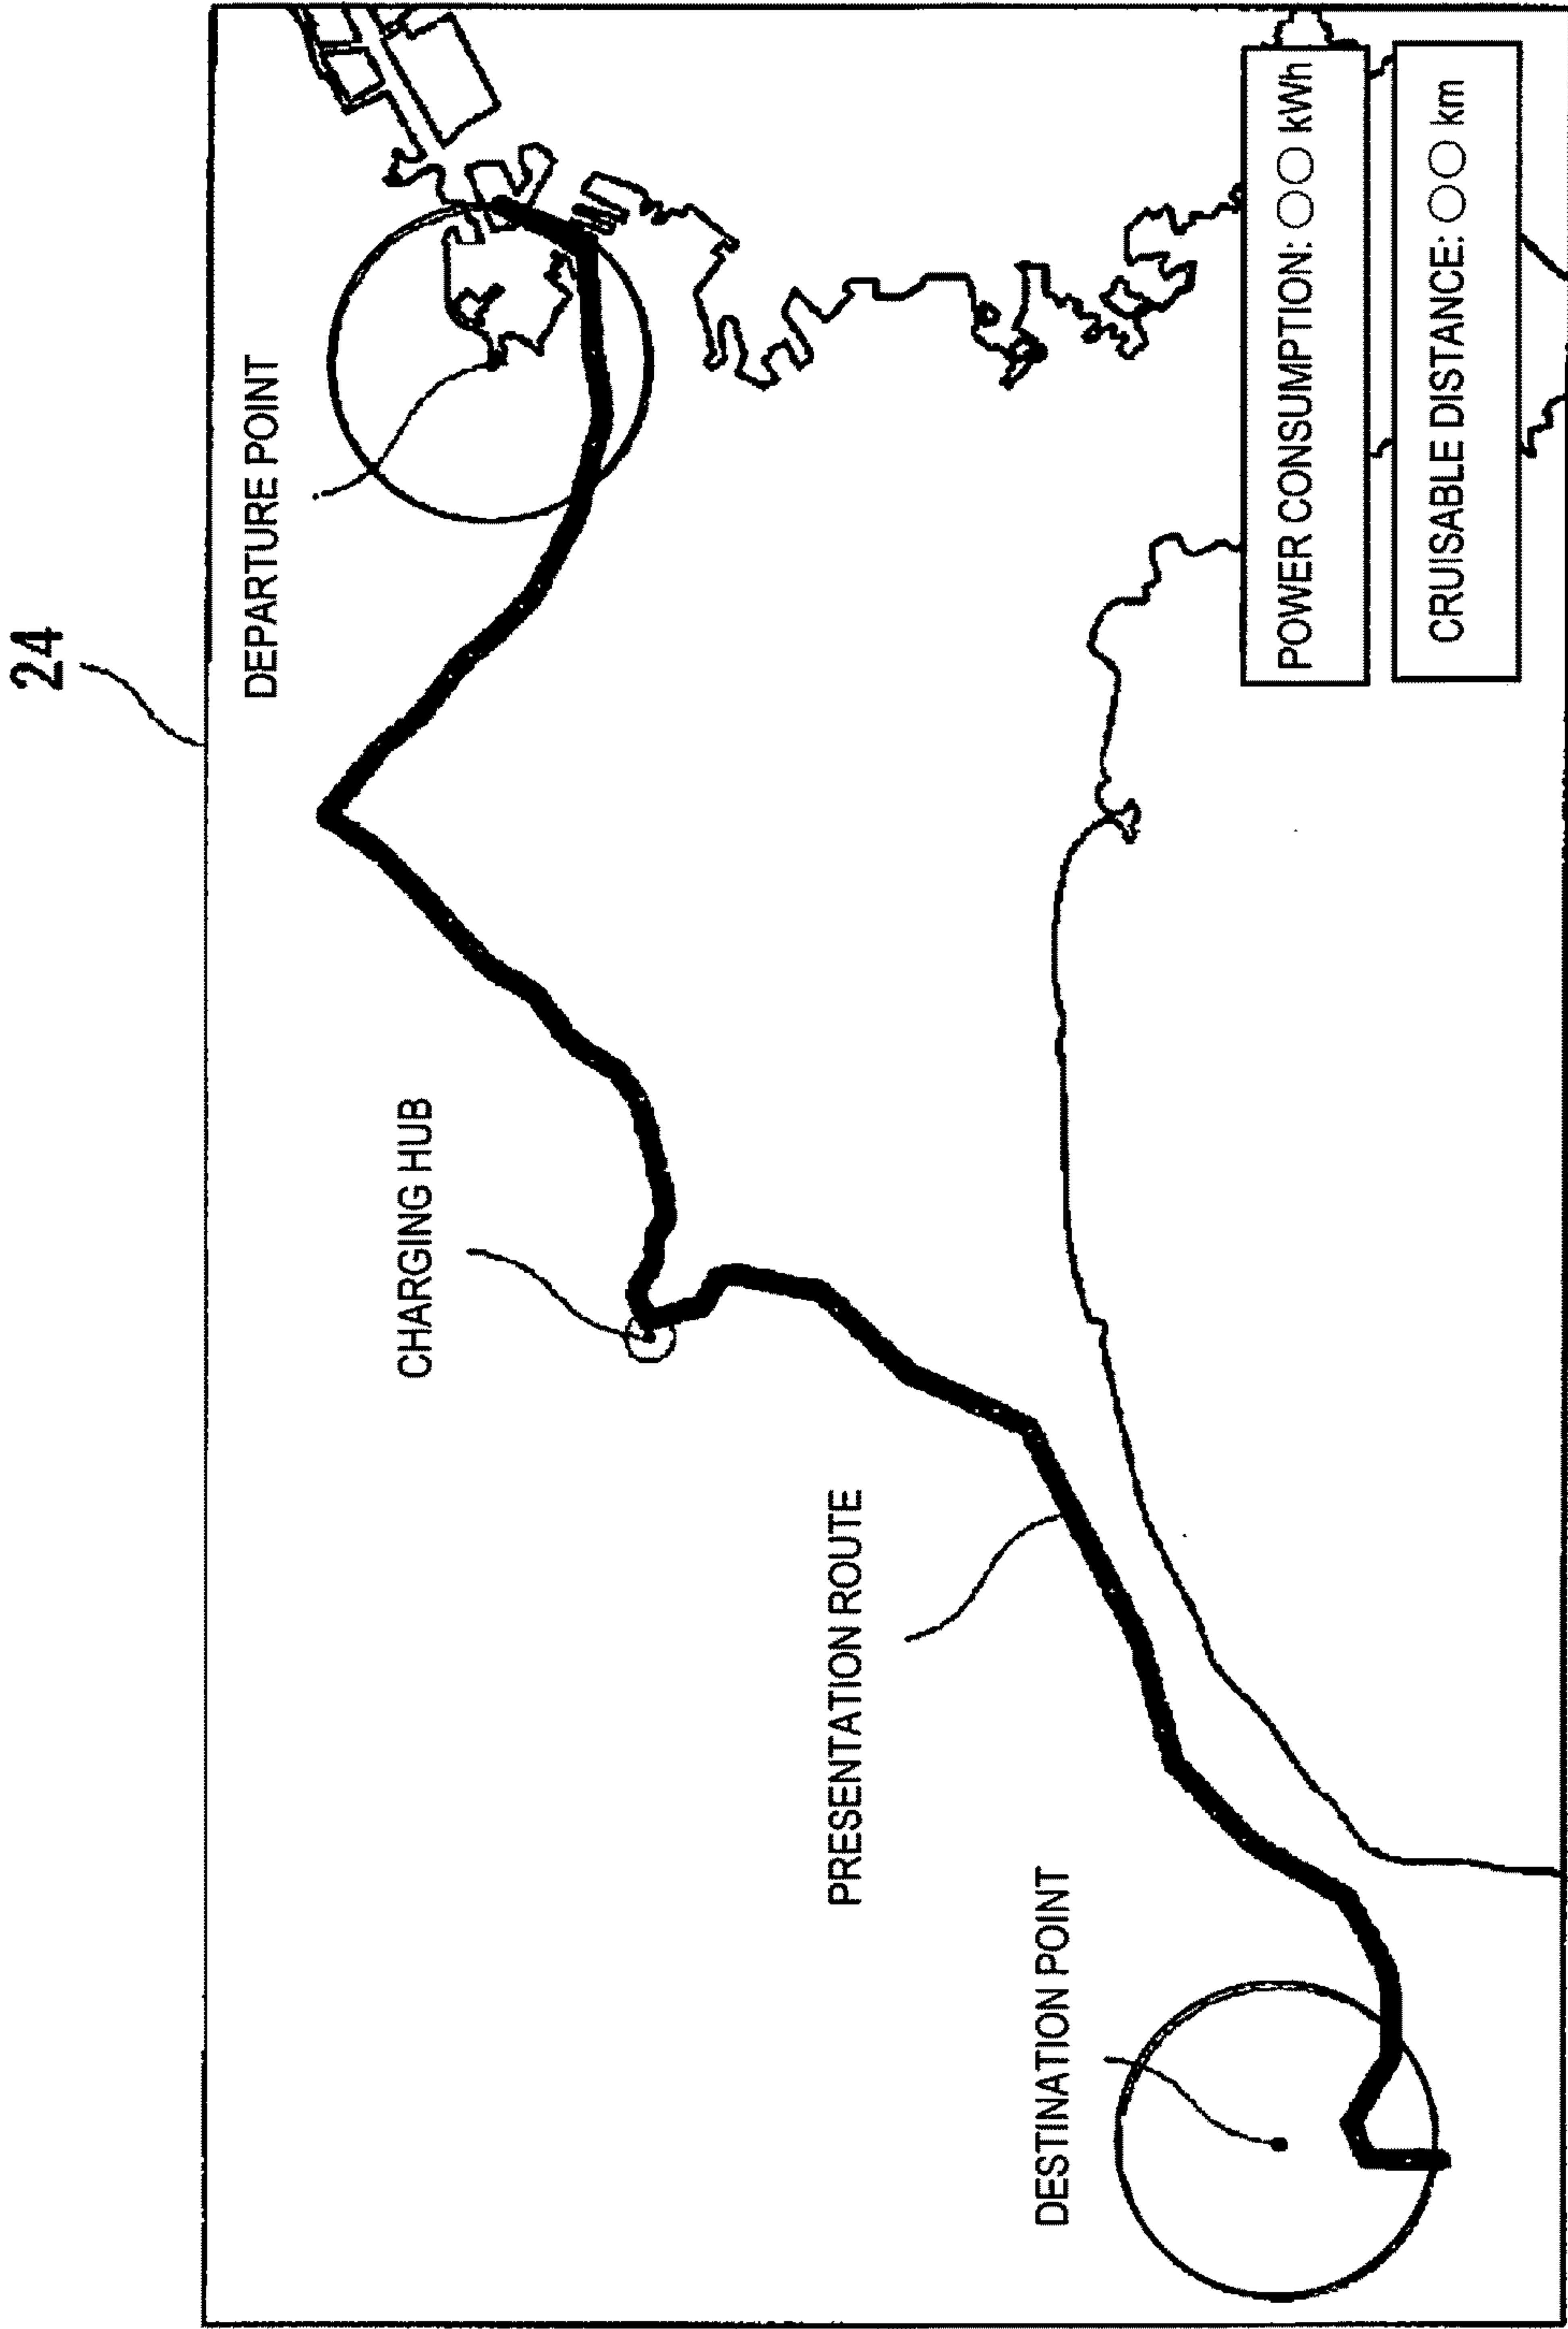 24
DEPARTURE POINT
CHARGING HUB
PRESENTATION ROUTE
DESTINATION POINT
POWER CONSUMPTION: ○○ kWh
CRUISABLE DISTANCE: ○○ km